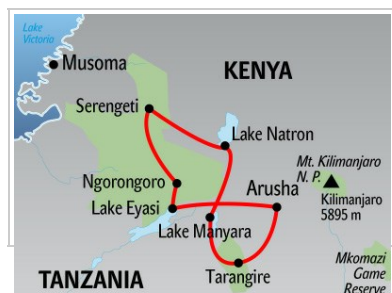 Lake
Victoria
Musoma
KENYA
Serengeti
Lake Natron
Mt. Kilimanjaro
N. P.
Ngorongoro
Arusha
Kilimanjaro
5895 m
Lake Eyasi
Lake Manyara
Tarangire
Mkomazi
Game
Reserve
TANZANIA